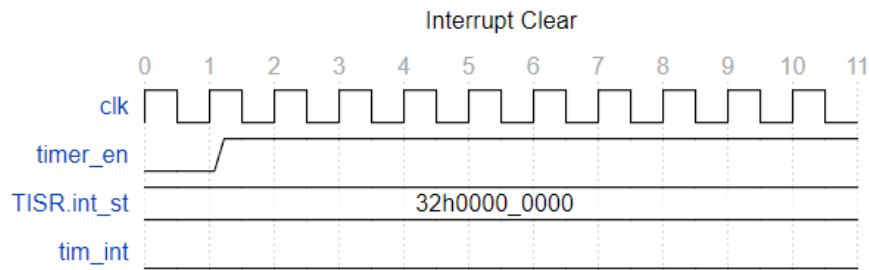 Interrupt Clear
0 1 2 3 4 5 6 7 8 9 10 11
clk
timer_en
TISR.int_st 32h0000_0000
tim_int